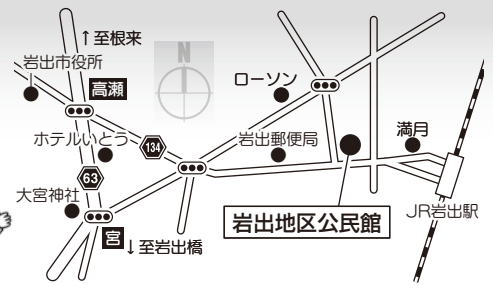 ↑至根来
N
岩出市役所
高瀬
ローソン
ホテルいとう
134
岩出郵便局
満月
63
大宮神社
岩出地区公民館
JR岩出駅
宮
↓至岩出橋